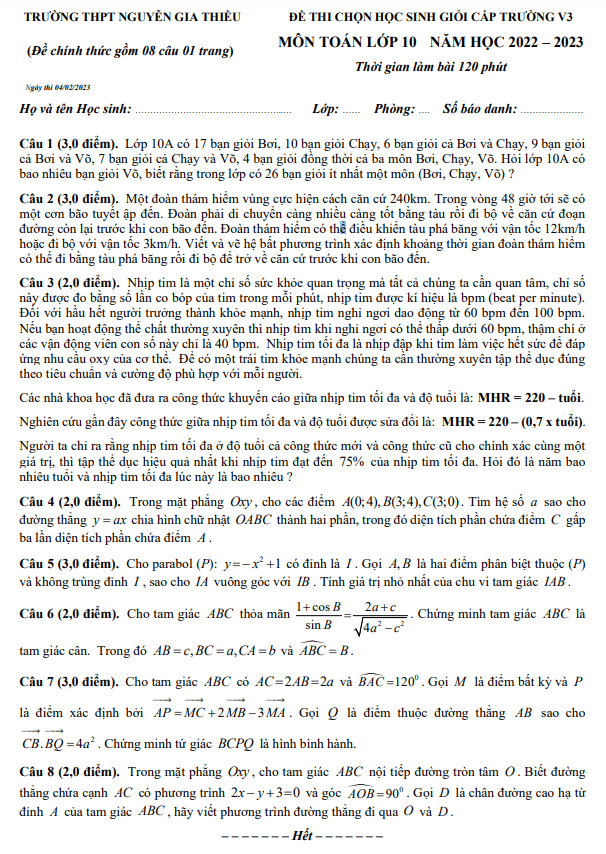 TRƯỜNG THPT NGUYỄN GIA THIỀU
ĐỀ THI CHỌN HỌC SINH GIỎI CẤP TRƯỜNG V3
(Đề chính thức gồm 08 câu 01 trang)
MÔN TOÁN LỚP 10 NĂM HỌC 2022 – 2023
Thời gian làm bài 120 phút
Ngày thi 04/02/2023
Họ và tên Học sinh: ................................................... Lớp: ...... Phòng: .... Số báo danh: .....................
Câu 1 (3,0 điểm). Lớp 10A có 17 bạn giỏi Bơi, 10 bạn giỏi Chạy, 6 bạn giỏi cả Bơi và Chạy, 9 bạn giỏi
cả Bơi và Võ, 7 bạn giỏi cả Chạy và Võ, 4 bạn giỏi đồng thời cả ba môn Bơi, Chạy, Võ. Hỏi lớp 10A có
bao nhiêu bạn giỏi Võ, biết rằng trong lớp có 26 bạn giỏi ít nhất một môn (Bơi, Chạy, Võ) ?
Câu 2 (3,0 điểm). Một đoàn thám hiểm vùng cực hiện cách căn cứ 240km. Trong vòng 48 giờ tới sẽ có
một cơn bão tuyết ập đến. Đoàn phải di chuyển càng nhiều càng tốt bằng tàu rồi đi bộ về căn cứ đoạn
đường còn lại trước khi con bão đến. Đoàn thám hiểm có thể điều khiển tàu phá băng với vận tốc 12km/h
hoặc đi bộ với vận tốc 3km/h. Viết và vẽ hệ bất phương trình xác định khoảng thời gian đoàn thám hiểm
có thể đi bằng tàu phá băng rồi đi bộ để trở về căn cứ trước khi con bão đến.
Câu 3 (2,0 điểm). Nhịp tim là một chỉ số sức khỏe quan trọng mà tất cả chúng ta cần quan tâm, chỉ số
này được đo bằng số lần co bóp của tim trong mỗi phút, nhịp tim được kí hiệu là bpm (beat per minute).
Đối với hầu hết người trưởng thành khỏe mạnh, nhịp tim nghỉ ngơi dao động từ 60 bpm đến 100 bpm.
Nếu bạn hoạt động thể chất thường xuyên thì nhịp tim khi nghỉ ngơi có thể thấp dưới 60 bpm, thậm chí ở
các vận động viên con số này chỉ là 40 bpm. Nhịp tim tối đa là nhịp đập khi tim làm việc hết sức để đáp
ứng nhu cầu oxy của cơ thể. Để có một trái tim khỏe mạnh chúng ta cần thường xuyên tập thể dục đúng
theo tiêu chuẩn và cường độ phù hợp với mỗi người.
Các nhà khoa học đã đưa ra công thức khuyến cáo giữa nhịp tim tối đa và độ tuổi là: MHR = 220 – tuổi.
Nghiên cứu gần đây công thức giữa nhịp tim tối đa và độ tuổi được sửa đổi là: MHR = 220 – (0,7 x tuổi).
Người ta chỉ ra rằng nhịp tim tối đa ở độ tuổi cả công thức mới và công thức cũ cho chính xác cùng một
giá trị, thì tập thể dục hiệu quả nhất khi nhịp tim đạt đến 75% của nhịp tim tối đa. Hỏi đó là năm bao
nhiêu tuổi và nhịp tim tối đa lúc này là bao nhiêu ?
Câu 4 (2,0 điểm). Trong mặt phẳng Oxy, cho các điểm A(0;4), B(3;4), C(3;0). Tìm hệ số a sao cho
đường thẳng y = ax chia hình chữ nhật OABC thành hai phần, trong đó diện tích phần chứa điểm C gấp
ba lần diện tích phần chứa điểm A.
Câu 5 (3,0 điểm). Cho parabol (P): y = −x² + 1 có đỉnh là I. Gọi A, B là hai điểm phân biệt thuộc (P)
và không trùng đỉnh I, sao cho IA vuông góc với IB. Tính giá trị nhỏ nhất của chu vi tam giác IAB.
Câu 6 (2,0 điểm). Cho tam giác ABC thỏa mãn (1 + cos B)/(sin B) = (2a + c)/√(4a² − c²). Chứng minh tam giác ABC là
tam giác cân. Trong đó AB = c, BC = a, CA = b và ∠ABC = B.
Câu 7 (3,0 điểm). Cho tam giác ABC có AC = 2AB = 2a và ∠BAC = 120⁰. Gọi M là điểm bất kỳ và P
là điểm xác định bởi AP⃗ = MC⃗ + 2MB⃗ − 3MA⃗. Gọi Q là điểm thuộc đường thẳng AB sao cho
CB⃗.BQ⃗ = 4a². Chứng minh tứ giác BCPQ là hình bình hành.
Câu 8 (2,0 điểm). Trong mặt phẳng Oxy, cho tam giác ABC nội tiếp đường tròn tâm O. Biết đường
thẳng chứa cạnh AC có phương trình 2x − y + 3 = 0 và góc ∠AOB = 90⁰. Gọi D là chân đường cao hạ từ
đỉnh A của tam giác ABC, hãy viết phương trình đường thẳng đi qua O và D.
– – – – – – – Hết – – – – – – –